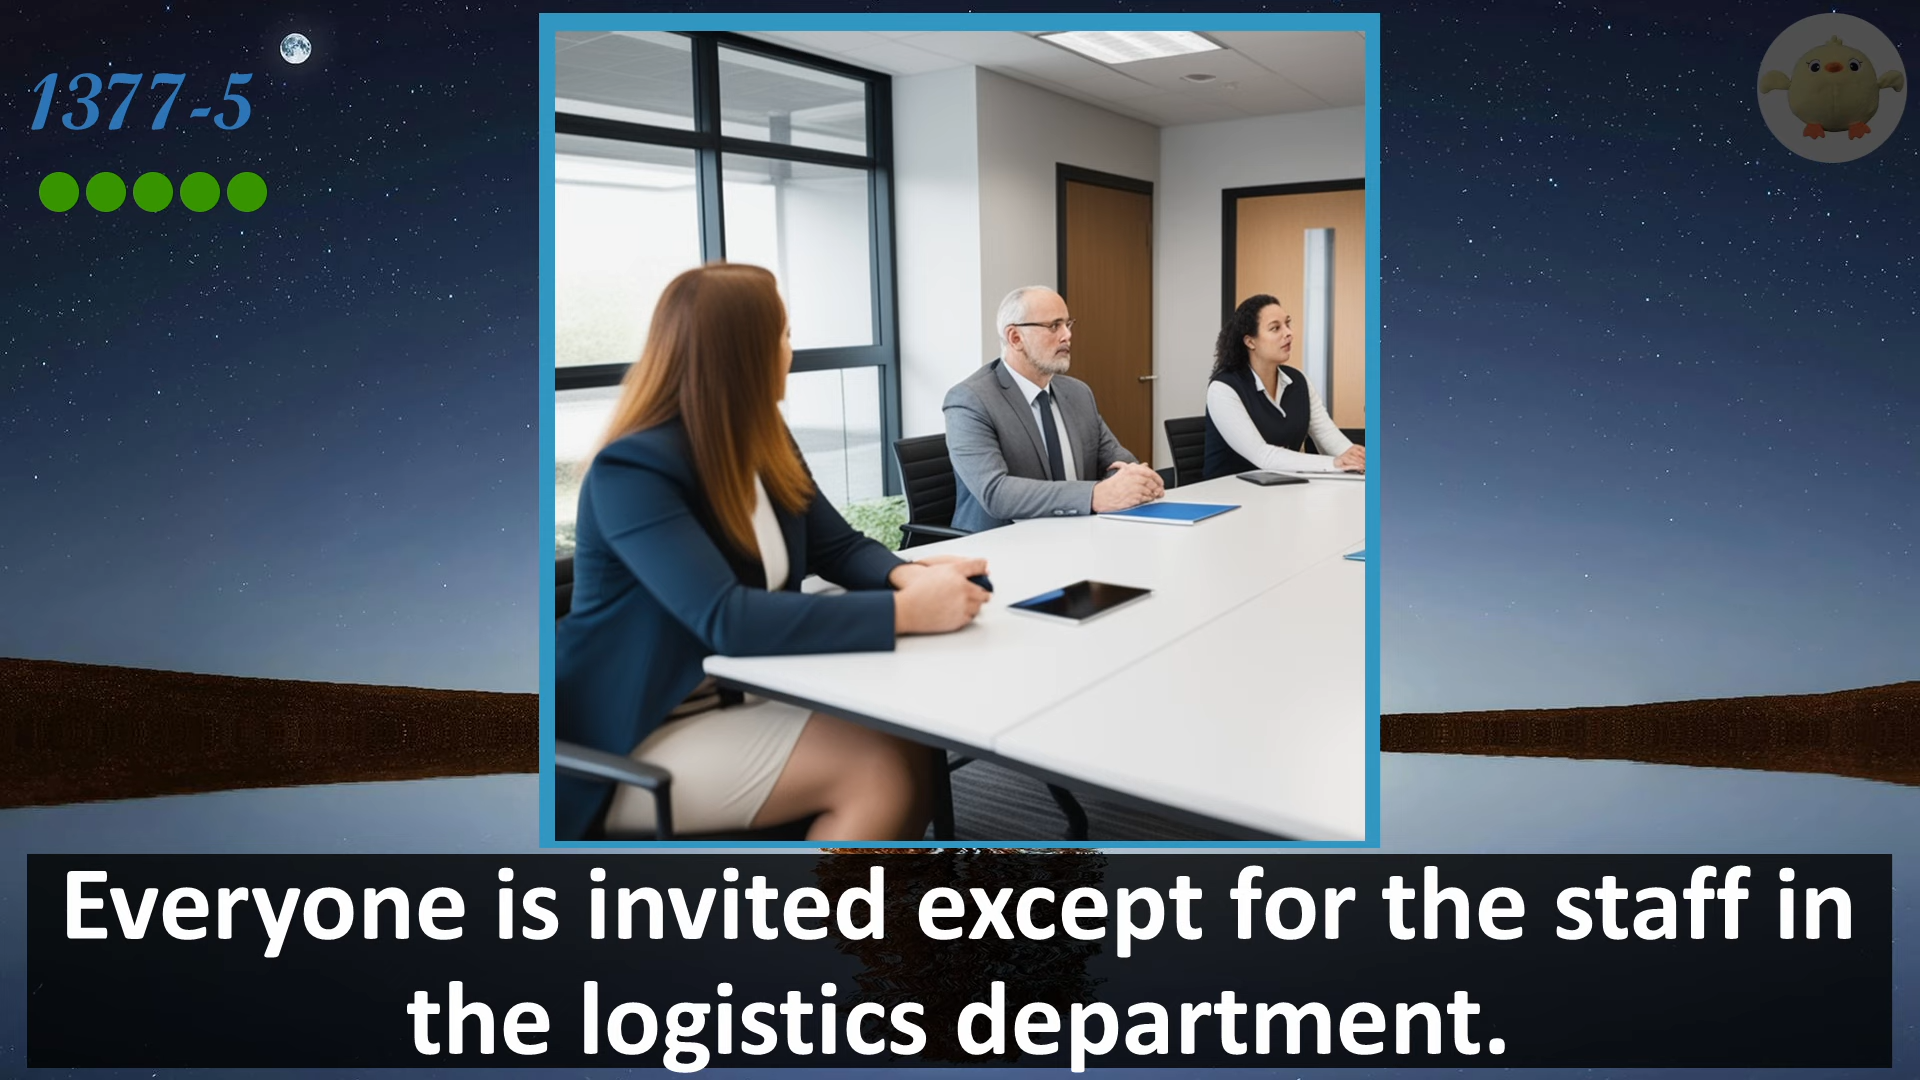 1377-5
Everyone is invited except for the staff in
the logistics department.